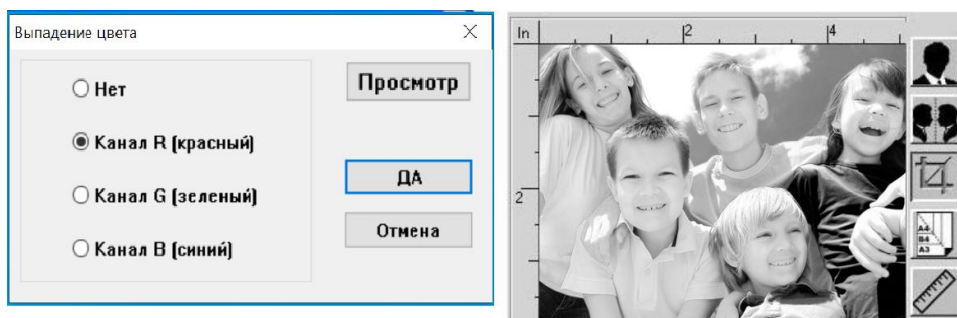 Выпадение цвета
Нет
Просмотр
Канал R (красный)
Канал G (зеленый)
ДА
Отмена
Канал B (синий)
In
2
4
2
A4
B4
A3